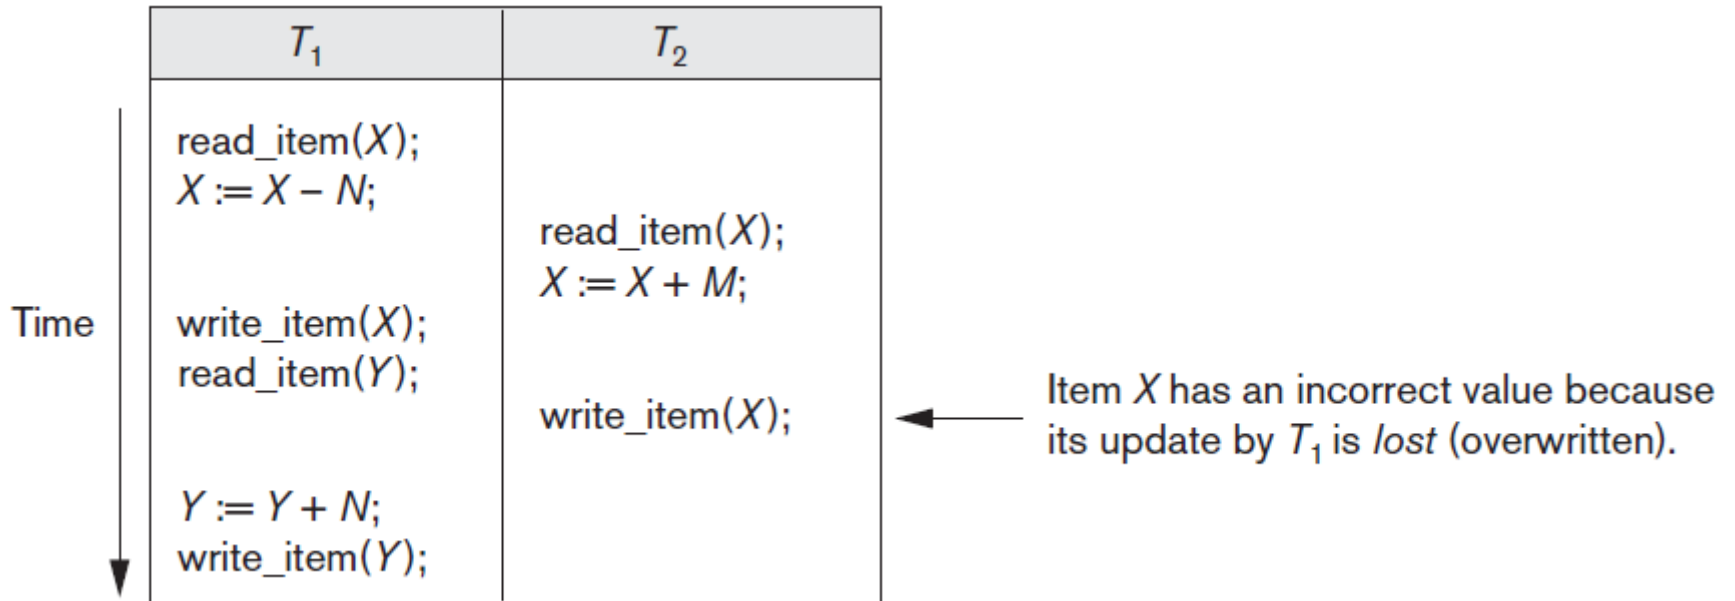 T₁ T₂
read_item(X);
X := X – N;
read_item(X);
X := X + M;
Time
write_item(X);
read_item(Y);
write_item(X);
Item X has an incorrect value because
its update by T₁ is lost (overwritten).
Y := Y + N;
write_item(Y);